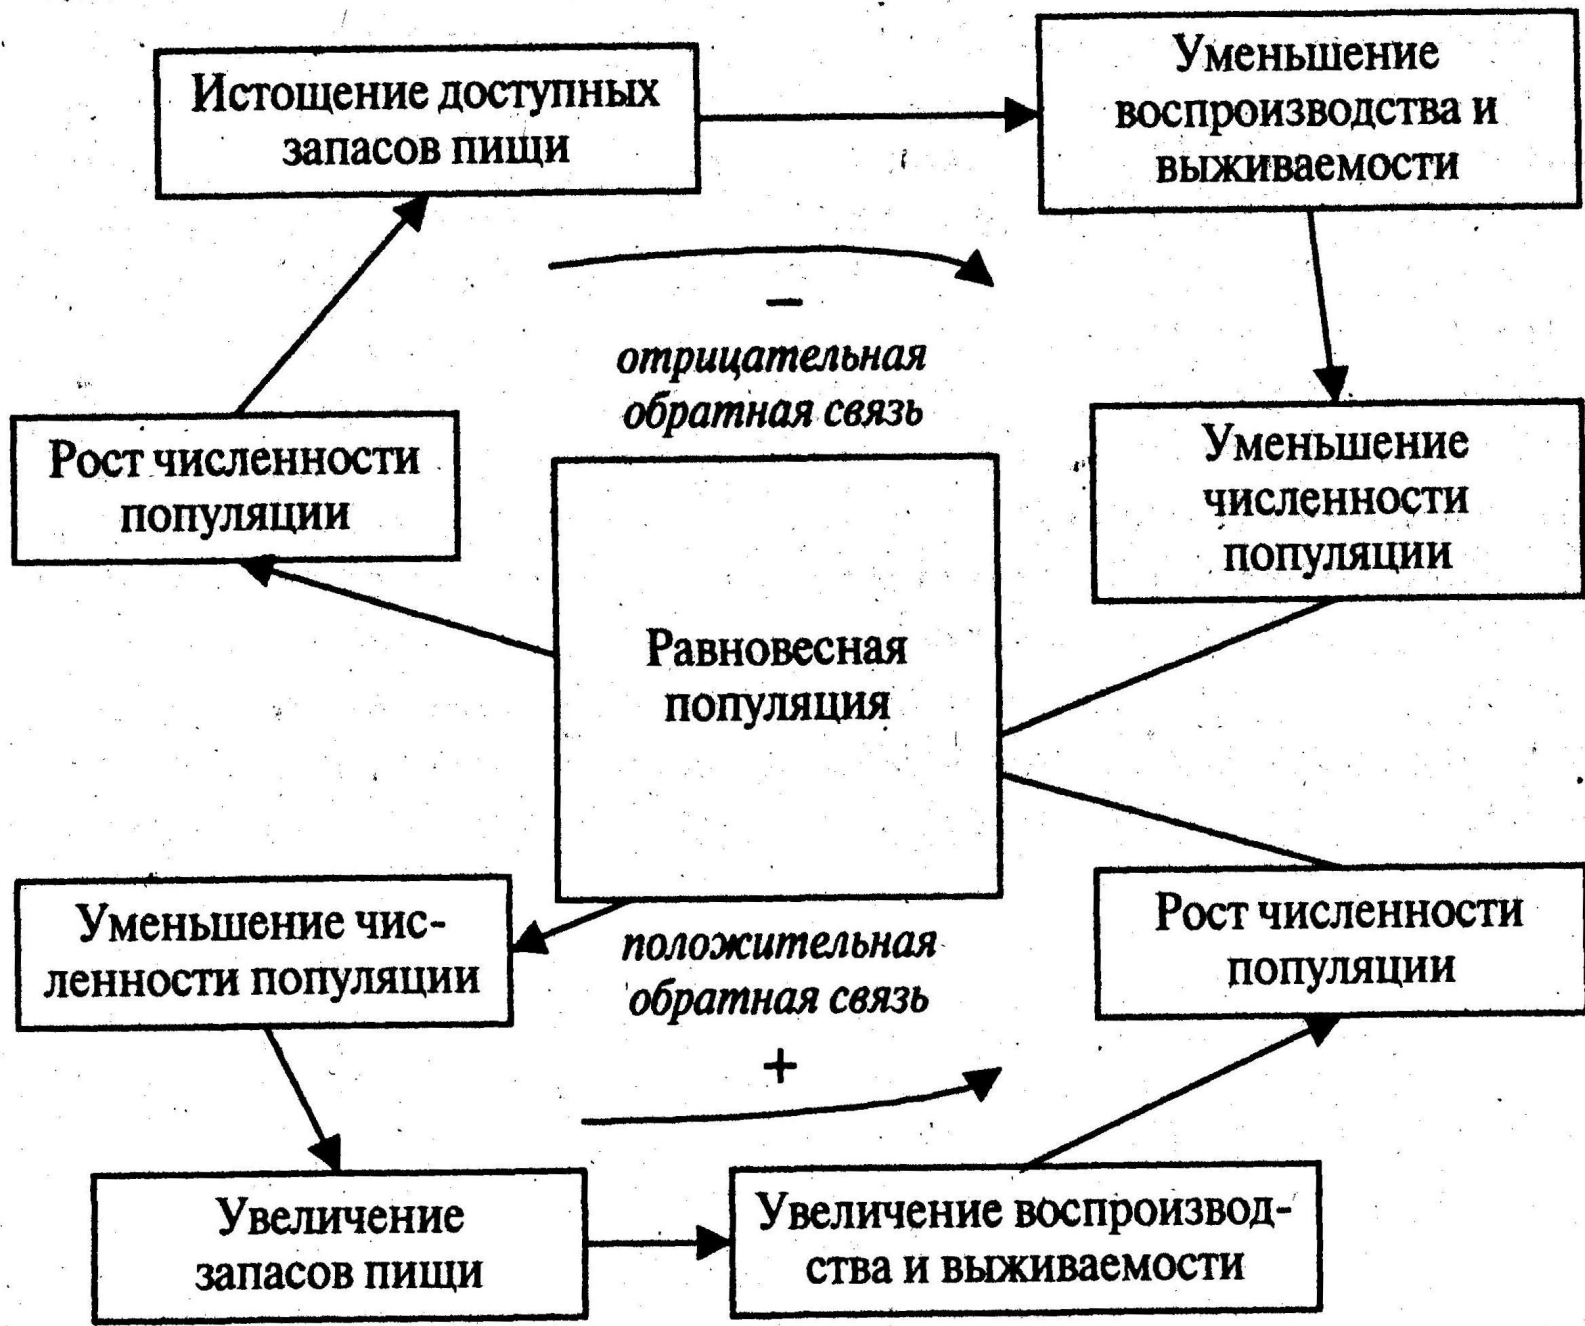 Истощение доступных
запасов пищи
Уменьшение
воспроизводства и
выживаемости
–
отрицательная
обратная связь
Рост численности
популяции
Уменьшение
численности
популяции
Равновесная
популяция
Уменьшение чис-
ленности популяции
положительная
обратная связь
+
Рост численности
популяции
Увеличение
запасов пищи
Увеличение воспроизвод-
ства и выживаемости